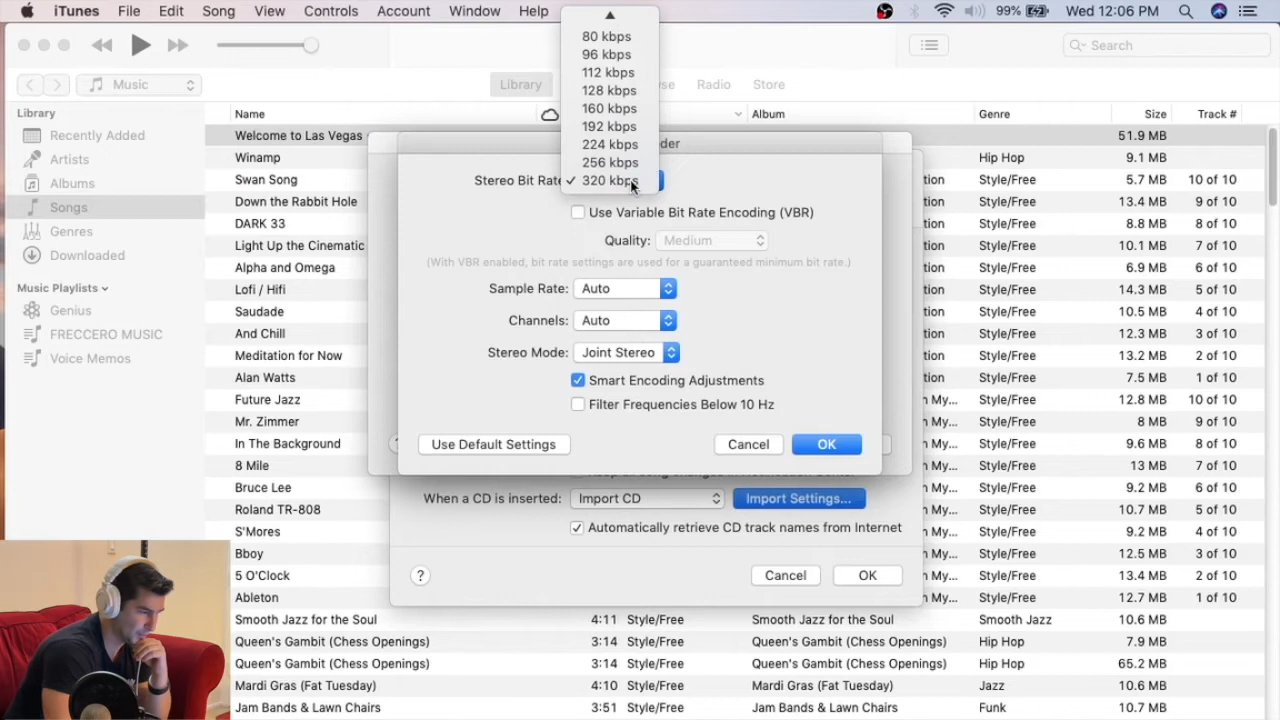 iTunes File Edit Song View Controls Account Window Help 99% Wed 12:06 PM
80 kbps
96 kbps
112 kbps
128 kbps
160 kbps
192 kbps
224 kbps
256 kbps
320 kbps
Search
Music
Library Radio Store
Library
Recently Added
Artists
Albums
Songs
Genres
Downloaded
Music Playlists
Genius
FRECCERO MUSIC
Voice Memos
Name Album Genre Size Track #
Welcome to Las Vegas 51.9 MB
Winamp Hip Hop 9.1 MB
Swan Song tion Style/Free 5.7 MB 10 of 10
Down the Rabbit Hole tion Style/Free 13.4 MB 9 of 10
DARK 33 tion Style/Free 8.8 MB 8 of 10
Light Up the Cinematic tion Style/Free 10.1 MB 7 of 10
Alpha and Omega tion Style/Free 6.9 MB 6 of 10
Lofi / Hifi tion Style/Free 14.3 MB 5 of 10
Saudade tion Style/Free 10.5 MB 4 of 10
And Chill tion Style/Free 12.3 MB 3 of 10
Meditation for Now tion Style/Free 13.2 MB 2 of 10
Alan Watts tion Style/Free 7.5 MB 1 of 10
Future Jazz n My... Style/Free 12.8 MB 10 of 10
Mr. Zimmer n My... Style/Free 8 MB 9 of 10
In The Background n My... Style/Free 9.6 MB 8 of 10
8 Mile n My... Style/Free 13 MB 7 of 10
Bruce Lee n My... Style/Free 9.2 MB 6 of 10
Roland TR-808 n My... Style/Free 10.7 MB 5 of 10
S'Mores n My... Style/Free 9.2 MB 4 of 10
Bboy n My... Style/Free 12.5 MB 3 of 10
5 O'Clock n My... Style/Free 12.6 MB 2 of 10
Ableton n My... Style/Free 12.7 MB 1 of 10
Smooth Jazz for the Soul 4:11 Style/Free Smooth Jazz for the Soul Smooth Jazz 10.6 MB
Queen's Gambit (Chess Openings) 3:14 Style/Free Queen's Gambit (Chess Openings) Hip Hop 7.9 MB
Queen's Gambit (Chess Openings) 3:14 Style/Free Queen's Gambit (Chess Openings) Hip Hop 65.2 MB
Mardi Gras (Fat Tuesday) 4:10 Style/Free Mardi Gras (Fat Tuesday) Jazz 10.6 MB
Jam Bands & Lawn Chairs 3:51 Style/Free Jam Bands & Lawn Chairs Funk 10.7 MB
Stereo Bit Rate
Use Variable Bit Rate Encoding (VBR)
Quality: Medium
(With VBR enabled, bit rate settings are used for a guaranteed minimum bit rate.)
Sample Rate: Auto
Channels: Auto
Stereo Mode: Joint Stereo
Smart Encoding Adjustments
Filter Frequencies Below 10 Hz
Use Default Settings Cancel OK
When a CD is inserted: Import CD Import Settings...
Automatically retrieve CD track names from Internet
? Cancel OK